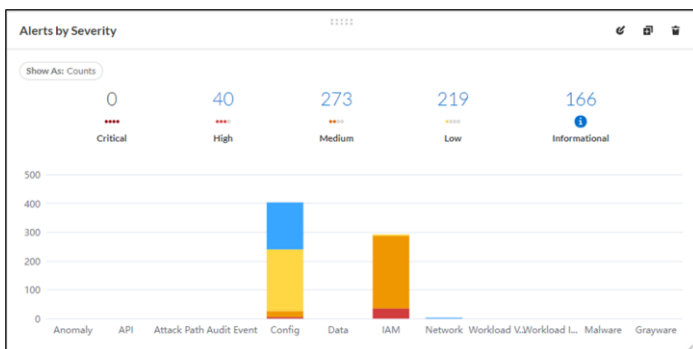 Alerts by Severity
Show As: Counts
0 40 273 219 166
Critical High Medium Low Informational
500
400
300
200
100
0
Anomaly API Attack Path Audit Event Config Data IAM Network Workload V... Workload I... Malware Grayware